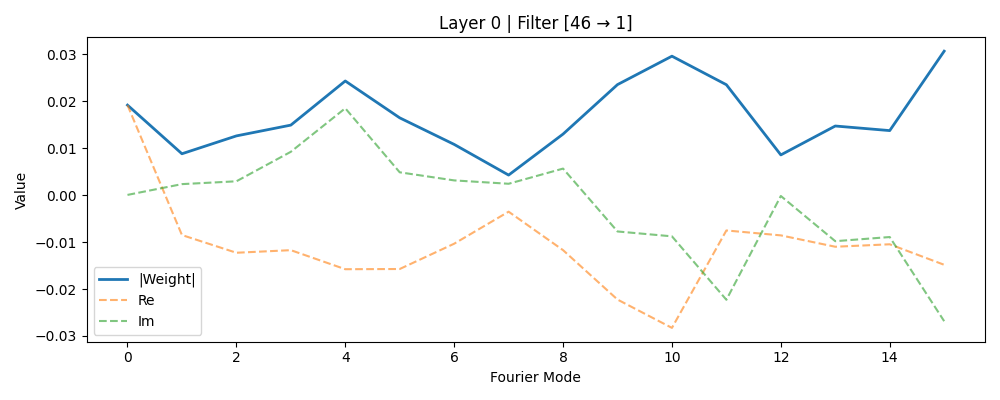 Layer 0 | Filter [46 → 1]
Value
0.03
0.02
0.01
0.00
−0.01
−0.02
−0.03
|Weight|
Re
Im
0 2 4 6 8 10 12 14
Fourier Mode